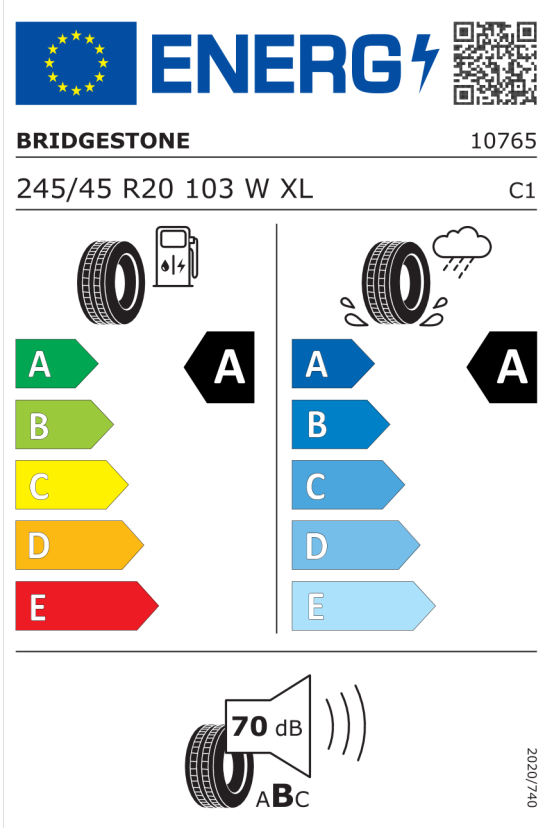 ENERG
BRIDGESTONE 10765
245/45 R20 103 W XL C1
A A A A
B B
C C
D D
E E
70 dB
ABC
2020/740